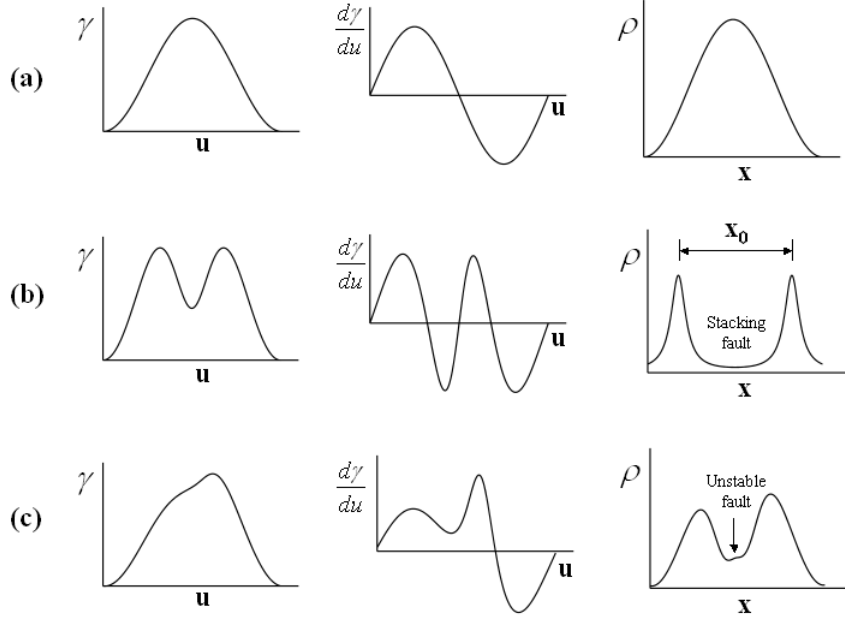 (a)
γ
u
dγ
du
u
ρ
x
(b)
γ
u
dγ
du
u
ρ
x₀
Stacking
fault
x
(c)
γ
u
dγ
du
u
ρ
Unstable
fault
x